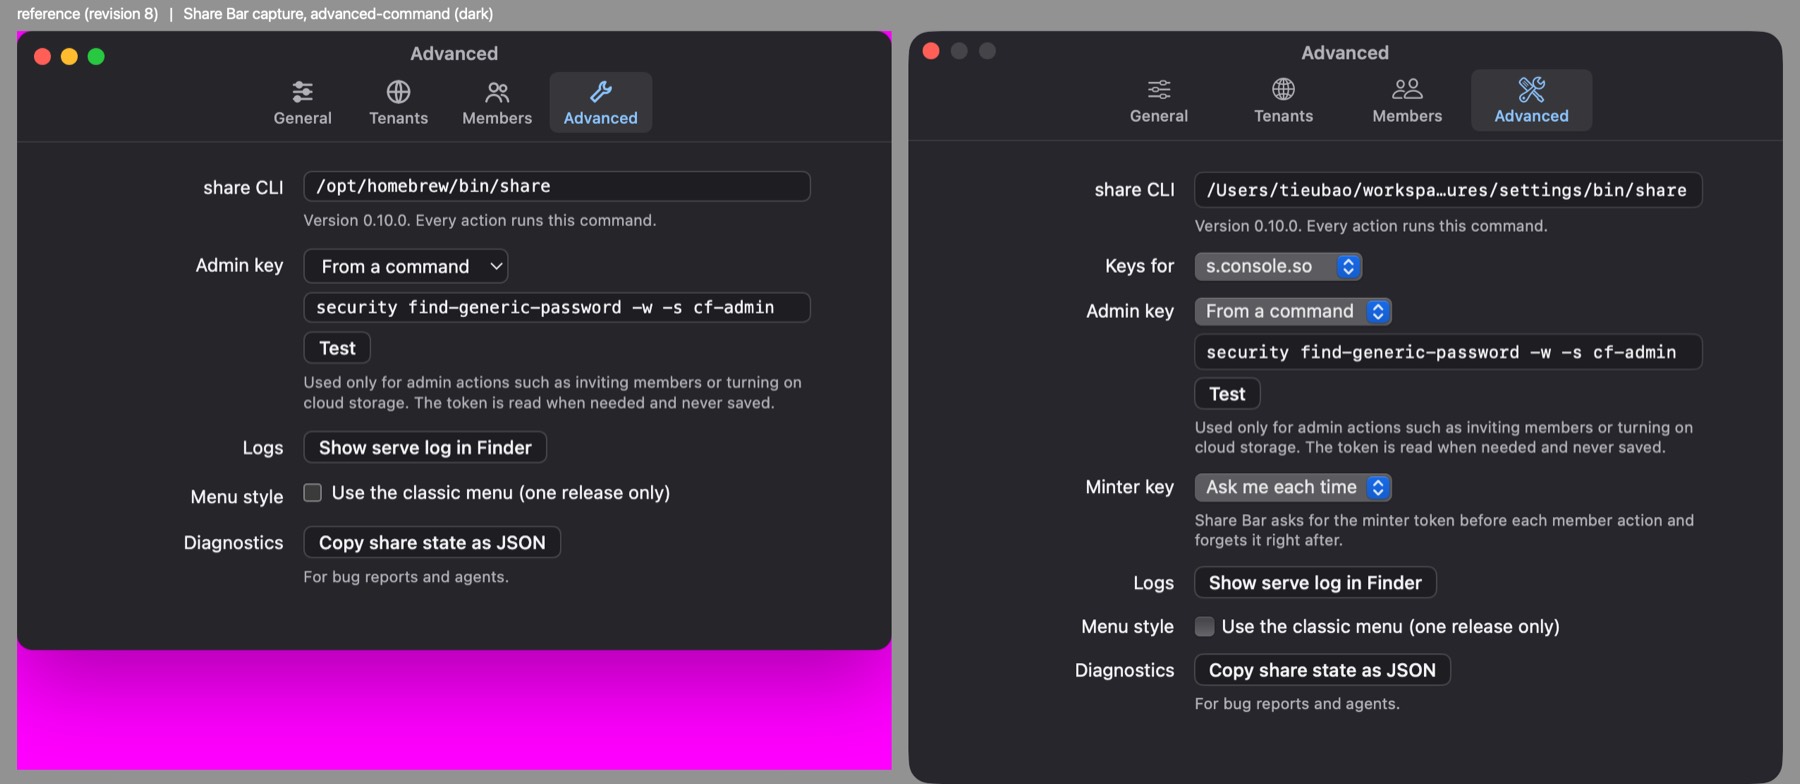 reference (revision 8) | Share Bar capture, advanced-command (dark)
Advanced
General Tenants Members Advanced
share CLI /opt/homebrew/bin/share
Version 0.10.0. Every action runs this command.
Admin key From a command
security find-generic-password -w -s cf-admin
Test
Used only for admin actions such as inviting members or turning on
cloud storage. The token is read when needed and never saved.
Logs Show serve log in Finder
Menu style Use the classic menu (one release only)
Diagnostics Copy share state as JSON
For bug reports and agents.
Advanced
General Tenants Members Advanced
share CLI /Users/tieubao/workspa…ures/settings/bin/share
Version 0.10.0. Every action runs this command.
Keys for s.console.so
Admin key From a command
security find-generic-password -w -s cf-admin
Test
Used only for admin actions such as inviting members or turning on
cloud storage. The token is read when needed and never saved.
Minter key Ask me each time
Share Bar asks for the minter token before each member action and
forgets it right after.
Logs Show serve log in Finder
Menu style Use the classic menu (one release only)
Diagnostics Copy share state as JSON
For bug reports and agents.